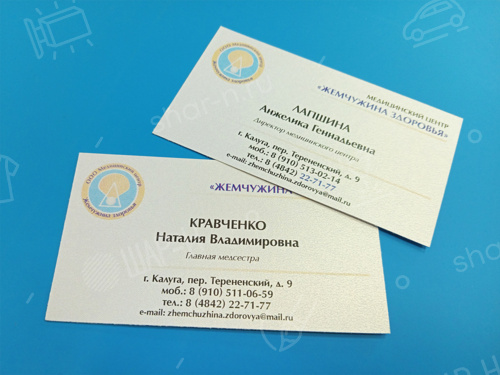 МЕДИЦИНСКИЙ ЦЕНТР
«ЖЕМЧУЖИНА ЗДОРОВЬЯ»
ЛАПШИНА
Анжелика Геннадьевна
Директор медицинского центра
г. Калуга, пер. Теренинский, д. 9
моб.: 8 (910) 513-02-14
тел.: 8 (4842) 22-71-77
e-mail: zhemchuzhina.zdorovya@mail.ru
«ЖЕМЧУЖИНА
КРАВЧЕНКО
Наталия Владимировна
Главная медсестра
г. Калуга, пер. Теренинский, д. 9
моб.: 8 (910) 511-06-59
тел.: 8 (4842) 22-71-77
e-mail: zhemchuzhina.zdorovya@mail.ru